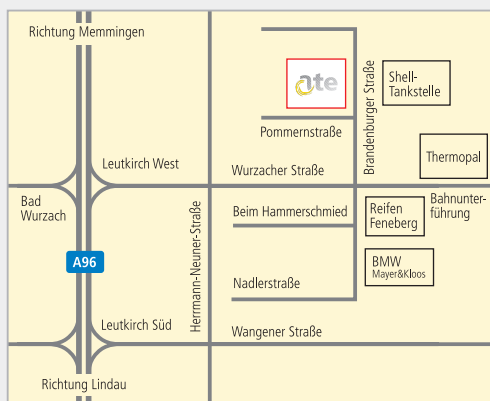 Richtung Memmingen
ate
Brandenburger Straße
Shell-
Tankstelle
Pommernstraße
Thermopal
Leutkirch West
Wurzacher Straße
Bad
Wurzach
Herrmann-Neuner-Straße
Beim Hammerschmied
Reifen
Feneberg
Bahnunter-
führung
A96
BMW
Mayer&Kloos
Nadlerstraße
Leutkirch Süd
Wangener Straße
Richtung Lindau